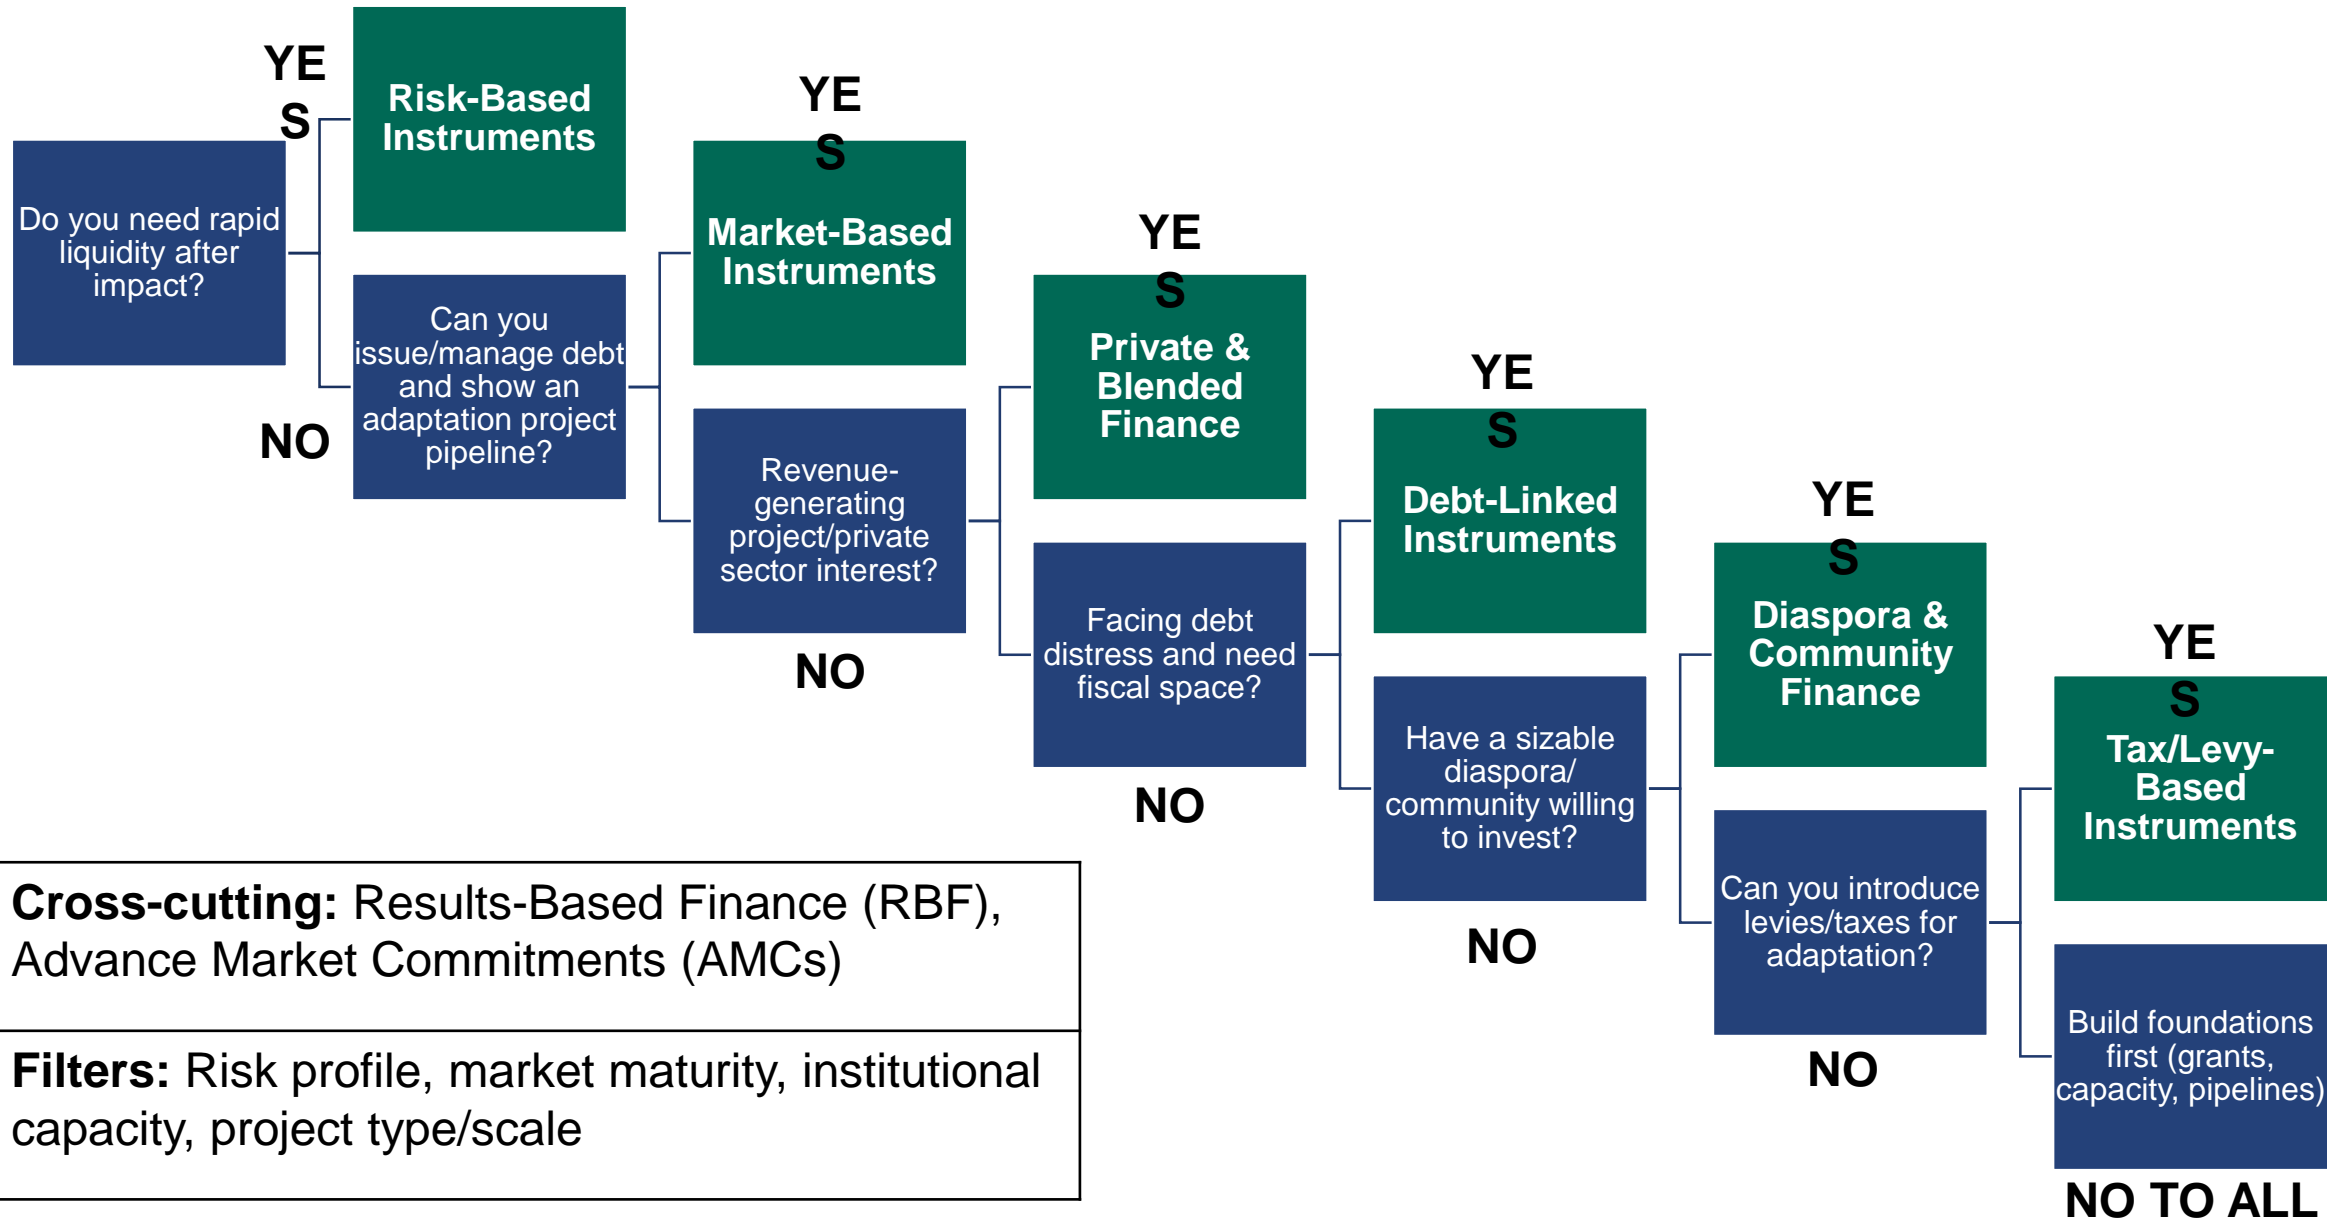 YE
S
Risk-Based
Instruments
Do you need rapid
liquidity after
impact?
NO
Can you
issue/manage debt
and show an
adaptation project
pipeline?
YE
S
Market-Based
Instruments
Revenue-
generating
project/private
sector interest?
NO
YE
S
Private &
Blended
Finance
Facing debt
distress and need
fiscal space?
NO
YE
S
Debt-Linked
Instruments
Have a sizable
diaspora/
community willing
to invest?
NO
YE
S
Diaspora &
Community
Finance
Can you introduce
levies/taxes for
adaptation?
NO
YE
S
Tax/Levy-
Based
Instruments
Build foundations
first (grants,
capacity, pipelines)
NO TO ALL
Cross-cutting: Results-Based Finance (RBF),
Advance Market Commitments (AMCs)
Filters: Risk profile, market maturity, institutional
capacity, project type/scale